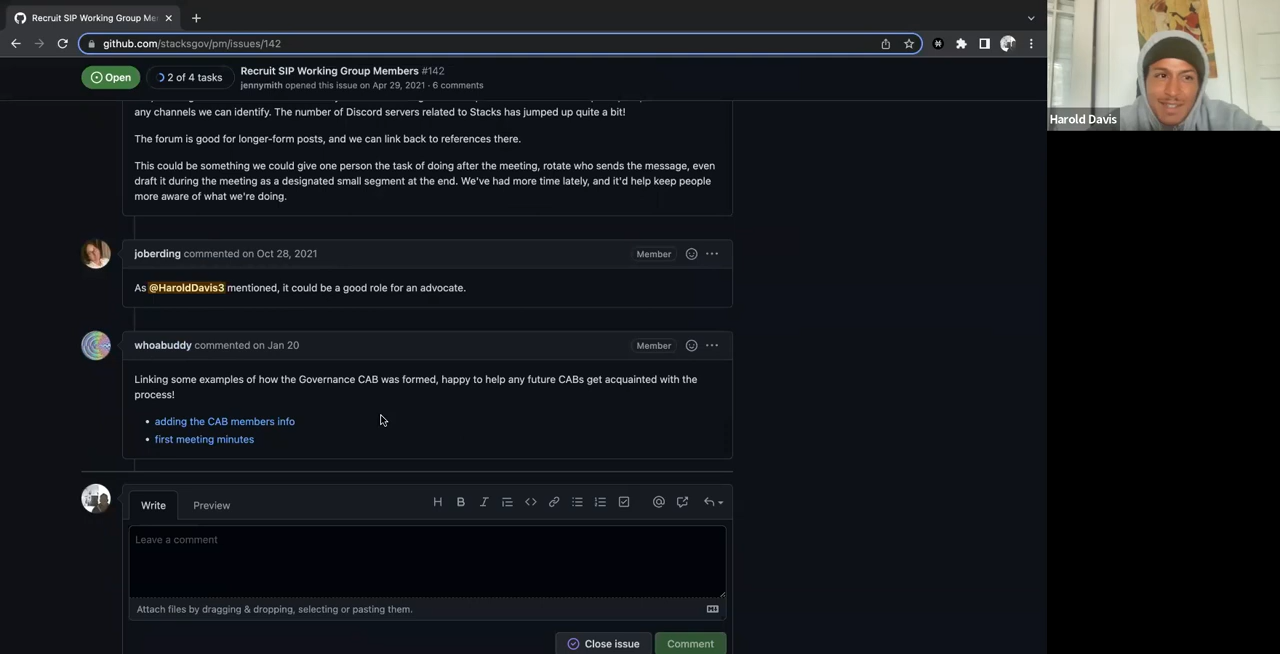 Recruit SIP Working Group Me
github.com/stacksgov/pm/issues/142
Open
2 of 4 tasks
Recruit SIP Working Group Members #142
jennymith opened this issue on Apr 29, 2021 · 6 comments
any channels we can identify. The number of Discord servers related to Stacks has jumped up quite a bit!
The forum is good for longer-form posts, and we can link back to references there.
This could be something we could give one person the task of doing after the meeting, rotate who sends the message, even
draft it during the meeting as a designated small segment at the end. We've had more time lately, and it'd help keep people
more aware of what we're doing.
joberding commented on Oct 28, 2021
Member
As @HaroldDavis3 mentioned, it could be a good role for an advocate.
whoabuddy commented on Jan 20
Member
Linking some examples of how the Governance CAB was formed, happy to help any future CABs get acquainted with the
process!
• adding the CAB members info
• first meeting minutes
Write
Preview
Leave a comment
Attach files by dragging & dropping, selecting or pasting them.
Close issue
Comment
Harold Davis